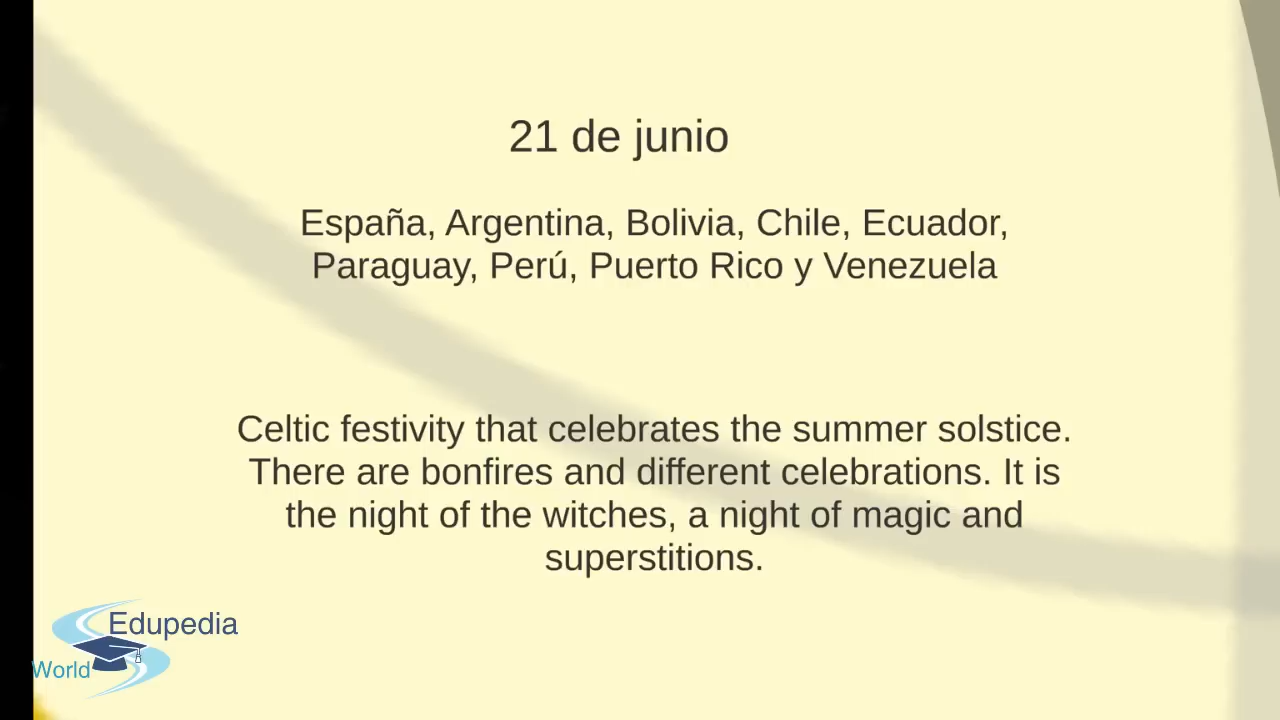 21 de junio
España, Argentina, Bolivia, Chile, Ecuador,
Paraguay, Perú, Puerto Rico y Venezuela
Celtic festivity that celebrates the summer solstice.
There are bonfires and different celebrations. It is
the night of the witches, a night of magic and
superstitions.
Edupedia
World